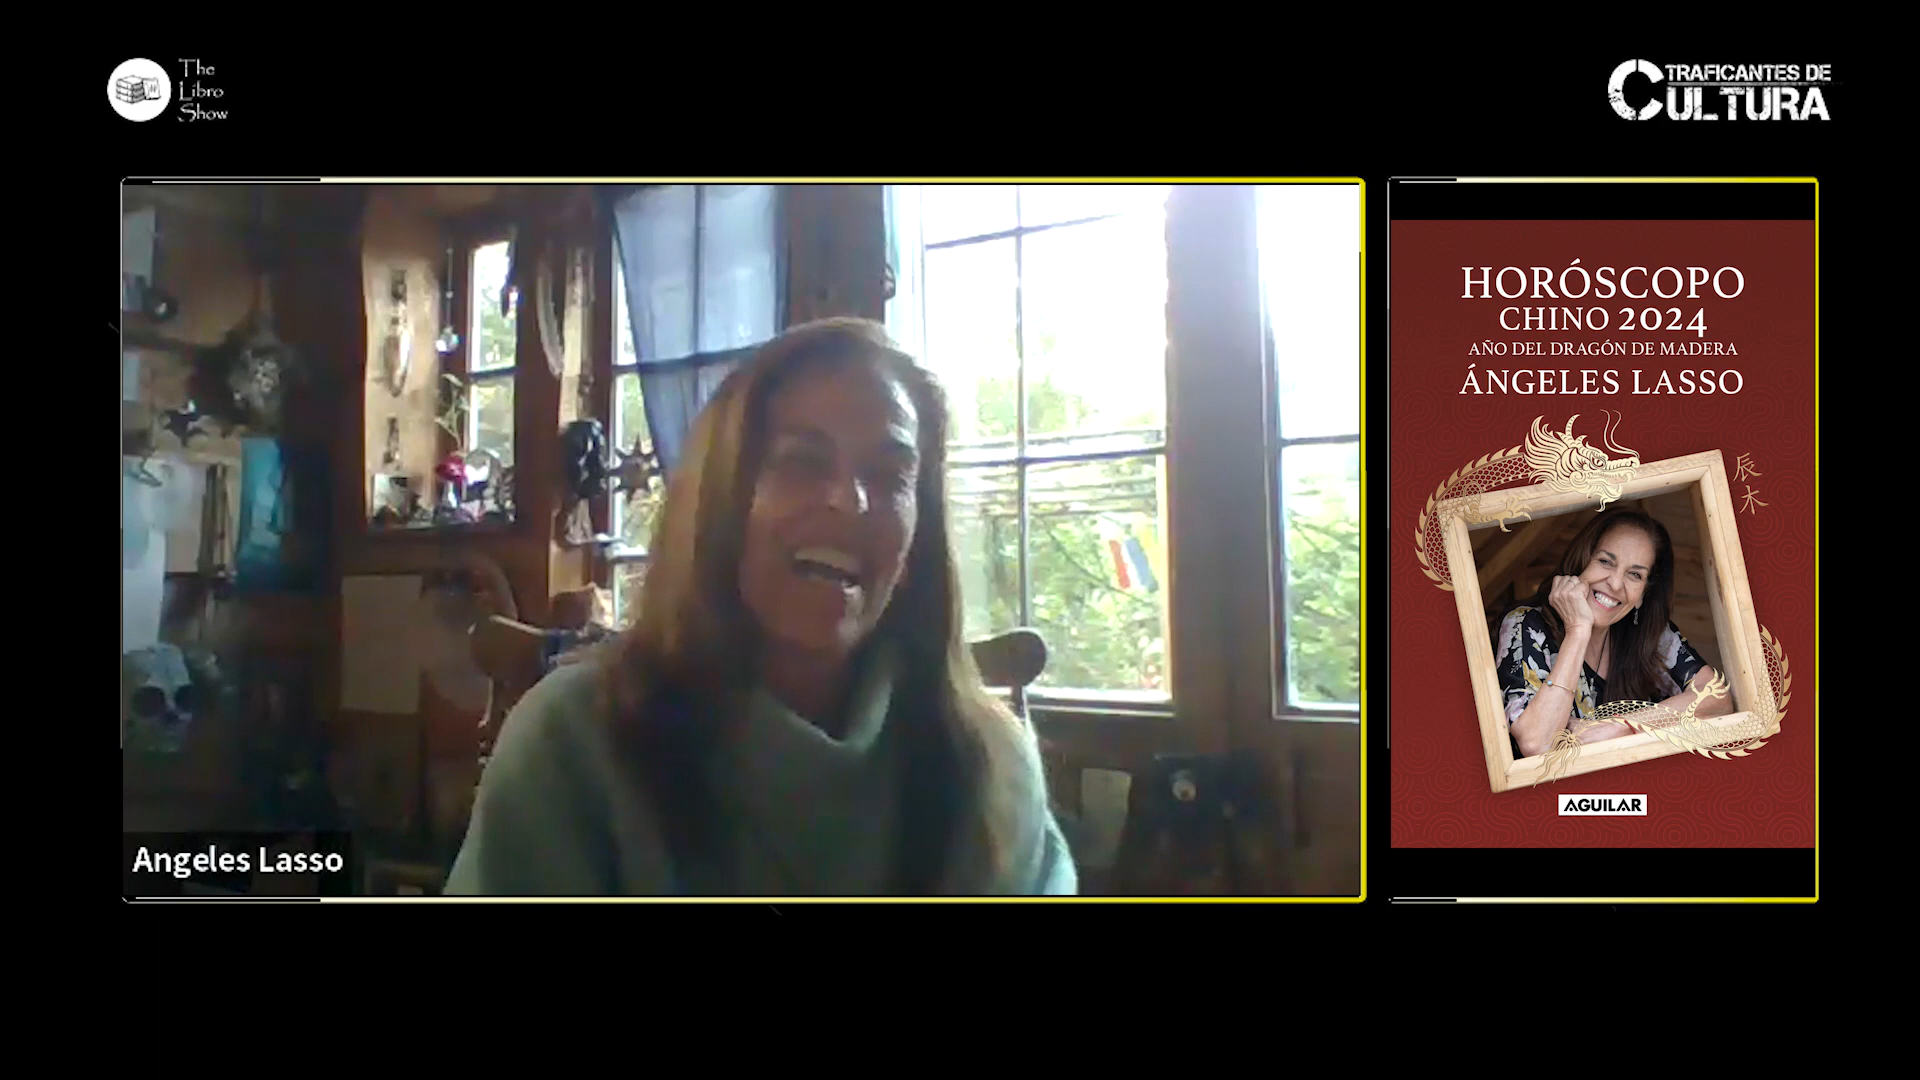 The
Libro
Show
TRAFICANTES DE
CULTURA
HORÓSCOPO
CHINO 2024
AÑO DEL DRAGÓN DE MADERA
ÁNGELES LASSO
辰
木
AGUILAR
Angeles Lasso